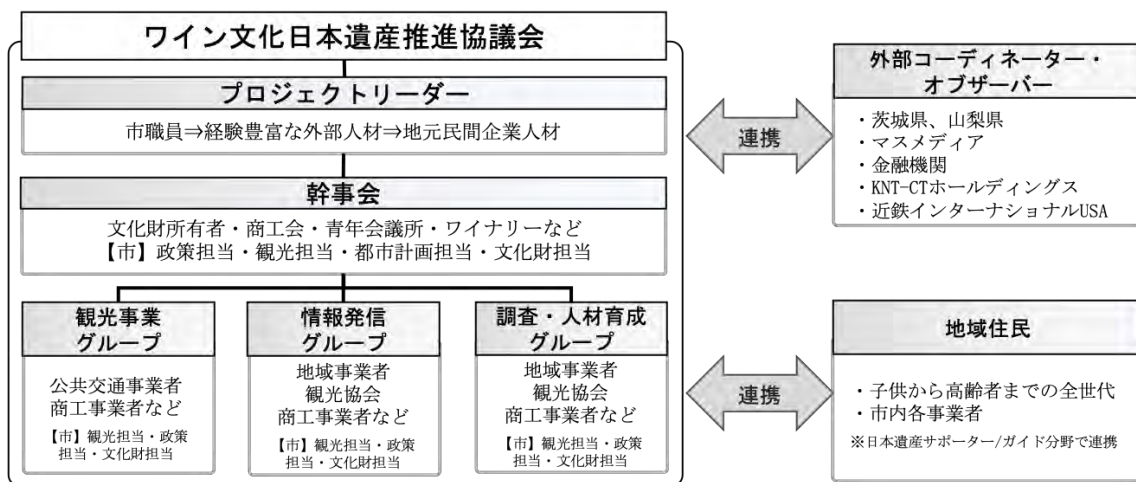 ワイン文化日本遺産推進協議会
プロジェクトリーダー
市職員⇒経験豊富な外部人材⇒地元民間企業人材
幹事会
文化財所有者・商工会・青年会議所・ワイナリーなど
【市】政策担当・観光担当・都市計画担当・文化財担当
観光事業
グループ
公共交通事業者
商工事業者など
【市】観光担当・政策
担当・文化財担当
情報発信
グループ
地域事業者
観光協会
商工事業者など
【市】観光担当・政策
担当・文化財担当
調査・人材育成
グループ
地域事業者
観光協会
商工事業者など
【市】観光担当・政策
担当・文化財担当
連携
外部コーディネーター・
オブザーバー
・茨城県、山梨県
・マスメディア
・金融機関
・KNT-CTホールディングス
・近鉄インターナショナルUSA
連携
地域住民
・子供から高齢者までの全世代
・市内各事業者
※日本遺産サポーター/ガイド分野で連携